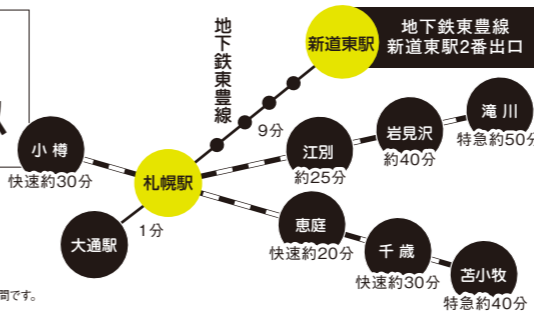 地下鉄東豊線
新道東駅
地下鉄東豊線
新道東駅2番出口
9分
小樽
快速約30分
札幌駅
1分
大通駅
江別
約25分
岩見沢
約40分
滝川
特急約50分
恵庭
快速約20分
千歳
快速約30分
苫小牧
特急約40分
間です。